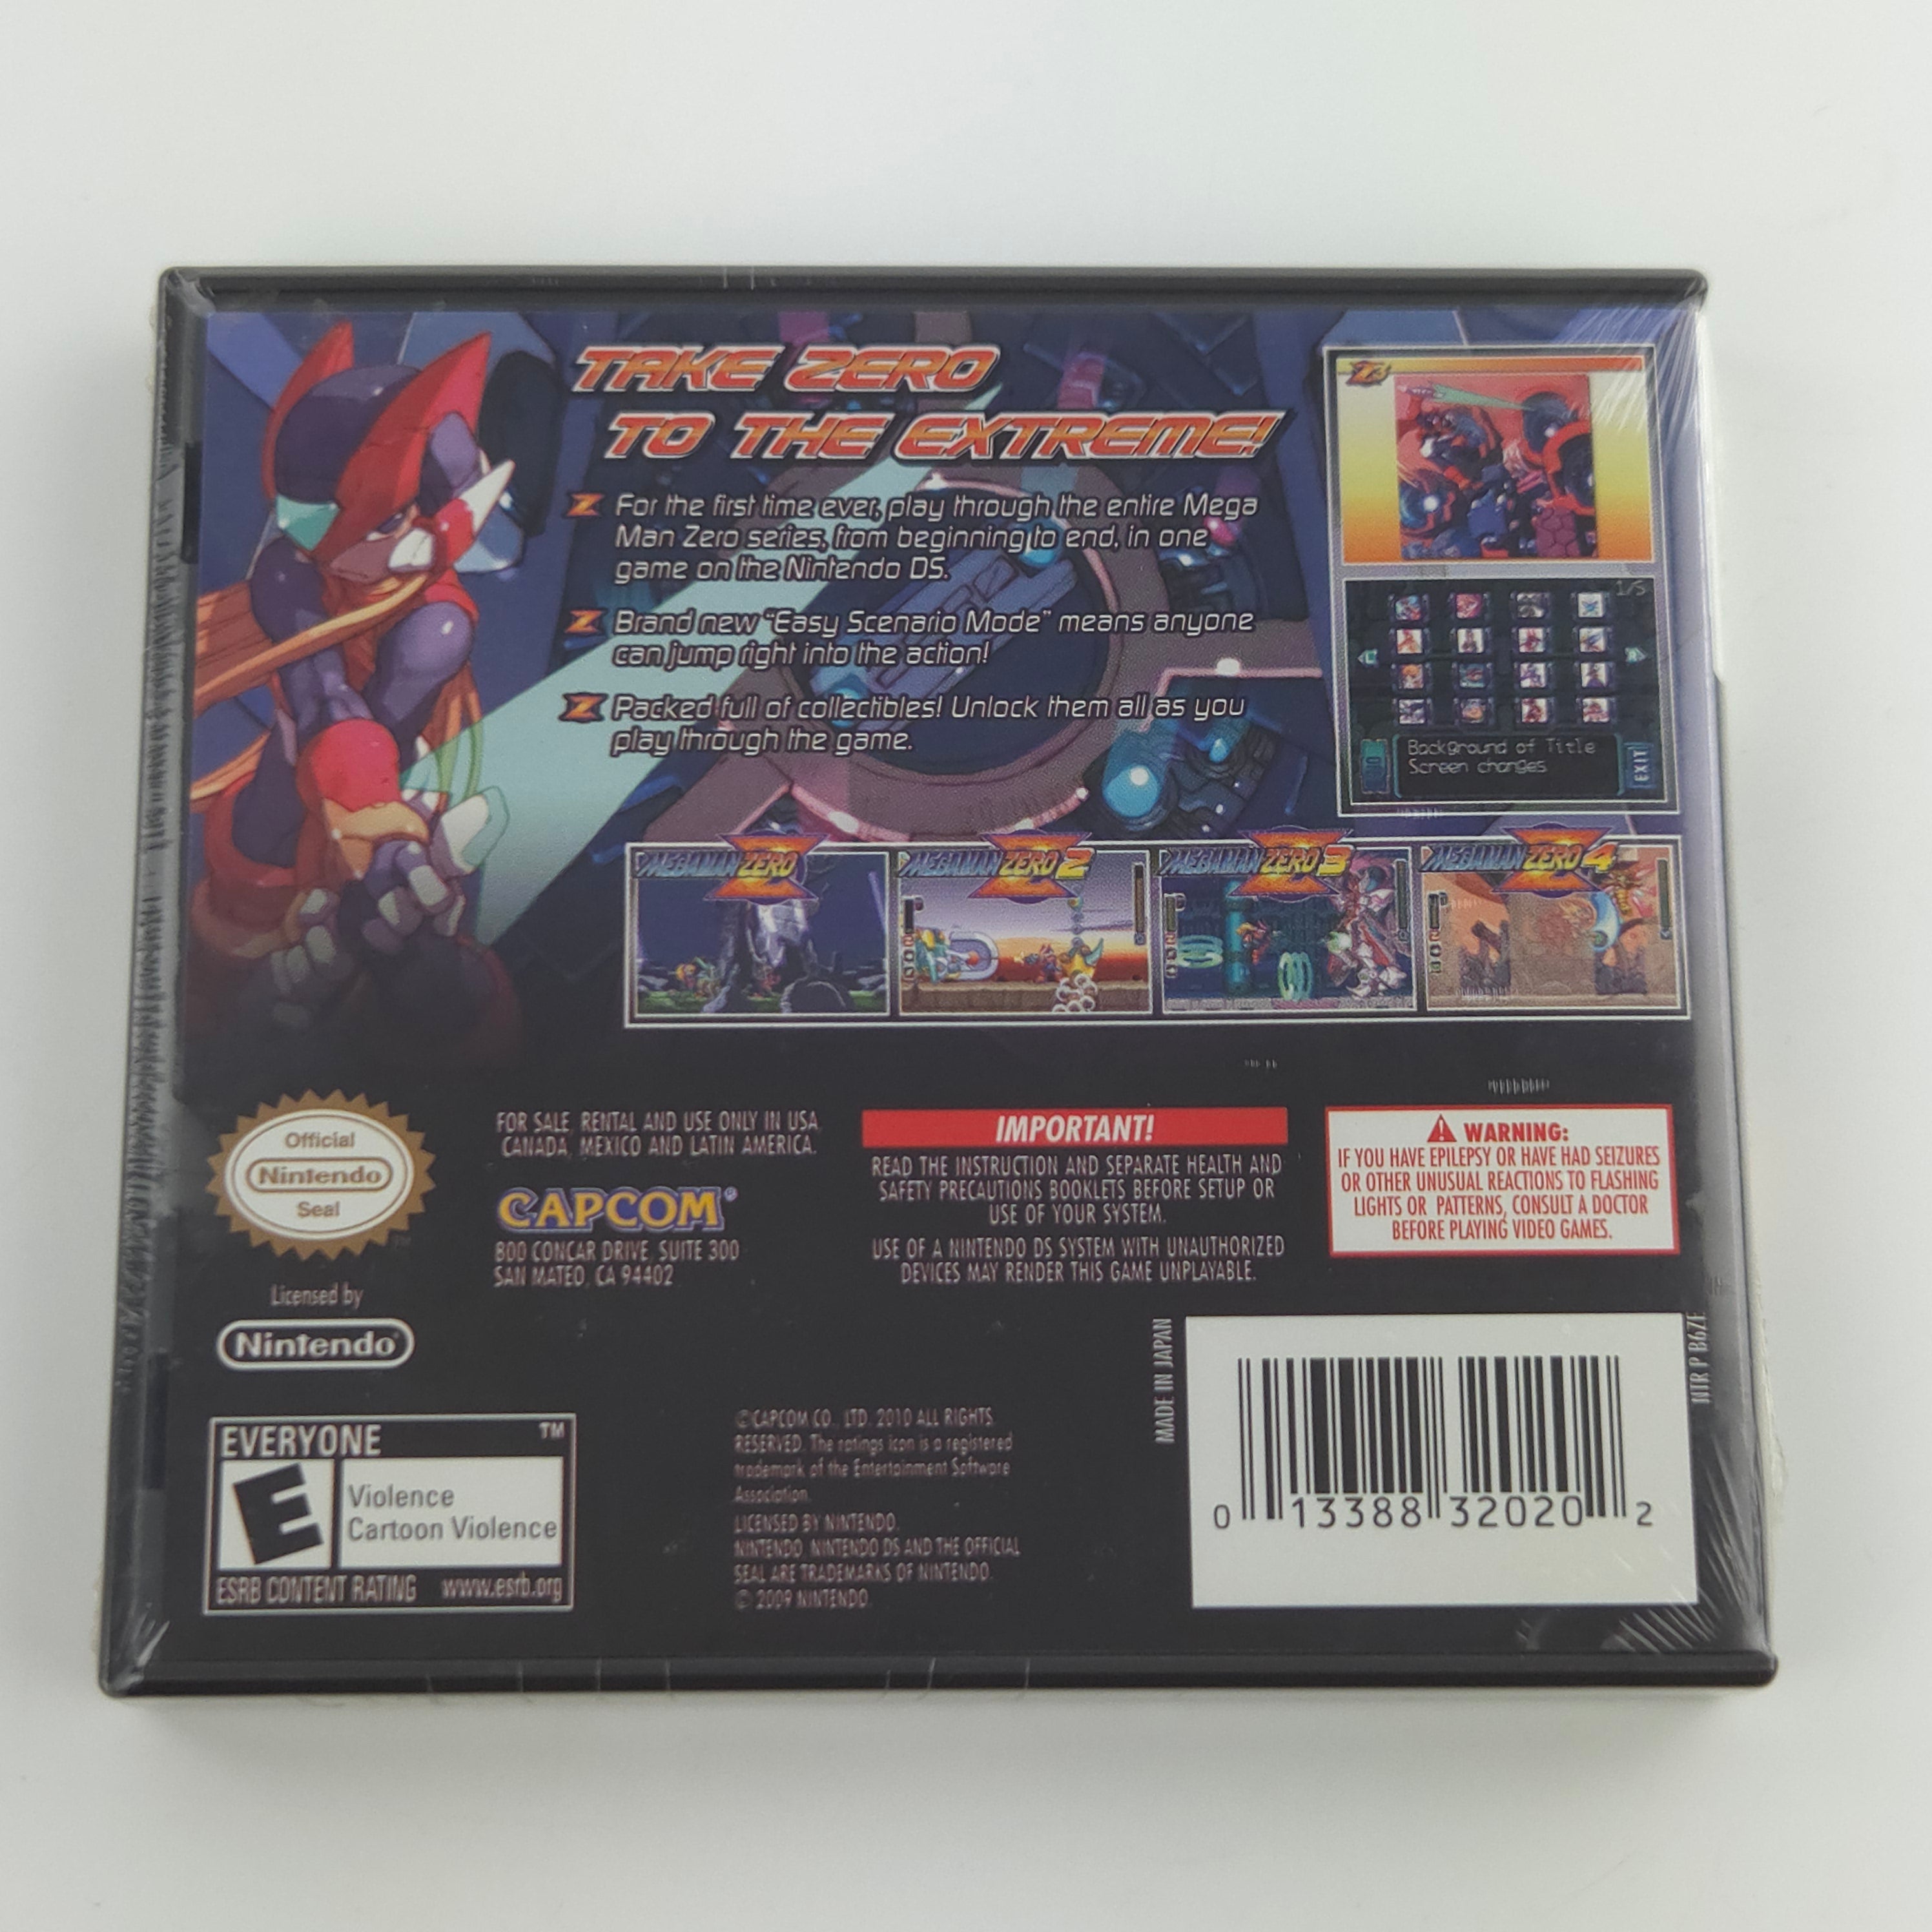 TAKE ZERO
TO THE EXTREME!
For the first time ever, play through the entire Mega
Man Zero series, from beginning to end, in one
game on the Nintendo DS.
Brand new "Easy Scenario Mode" means anyone
can jump right into the action!
Packed full of collectibles! Unlock them all as you
play through the game.
Z3
1/5
L
R
Background of Title
Screen changes
EXIT
MEGAMAN ZERO
MEGAMAN ZERO 2
MEGAMAN ZERO 3
MEGAMAN ZERO 4
Official
Nintendo
Seal
TM
Licensed by
Nintendo
FOR SALE, RENTAL AND USE ONLY IN USA,
CANADA, MEXICO AND LATIN AMERICA.
CAPCOM®
800 CONCAR DRIVE, SUITE 300
SAN MATEO, CA 94402
IMPORTANT!
READ THE INSTRUCTION AND SEPARATE HEALTH AND
SAFETY PRECAUTIONS BOOKLETS BEFORE SETUP OR
USE OF YOUR SYSTEM.
USE OF A NINTENDO DS SYSTEM WITH UNAUTHORIZED
DEVICES MAY RENDER THIS GAME UNPLAYABLE.
WARNING:
IF YOU HAVE EPILEPSY OR HAVE HAD SEIZURES
OR OTHER UNUSUAL REACTIONS TO FLASHING
LIGHTS OR PATTERNS, CONSULT A DOCTOR
BEFORE PLAYING VIDEO GAMES.
EVERYONE
TM
E
Violence
Cartoon Violence
ESRB CONTENT RATING www.esrb.org
©CAPCOM CO., LTD. 2010 ALL RIGHTS
RESERVED. The ratings icon is a registered
trademark of the Entertainment Software
Association.
LICENSED BY NINTENDO.
NINTENDO, NINTENDO DS AND THE OFFICIAL
SEAL ARE TRADEMARKS OF NINTENDO.
© 2009 NINTENDO.
MADE IN JAPAN
0 13388 32020 2
NTR P B6ZE